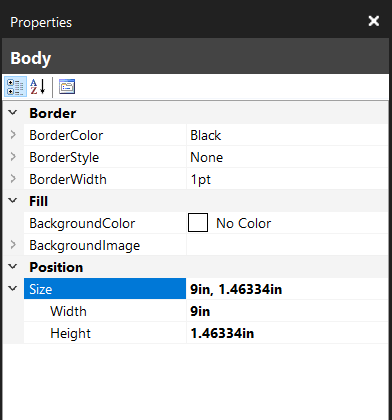 Properties
Body
Border
BorderColor Black
BorderStyle None
BorderWidth 1pt
Fill
BackgroundColor No Color
BackgroundImage
Position
Size 9in, 1.46334in
Width 9in
Height 1.46334in